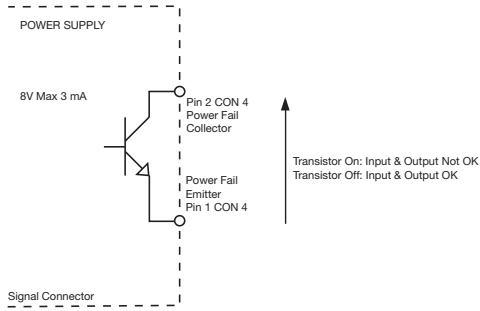 POWER SUPPLY
8V Max 3 mA
Pin 2 CON 4
Power Fail
Collector
Transistor On: Input & Output Not OK
Transistor Off: Input & Output OK
Power Fail
Emitter
Pin 1 CON 4
Signal Connector